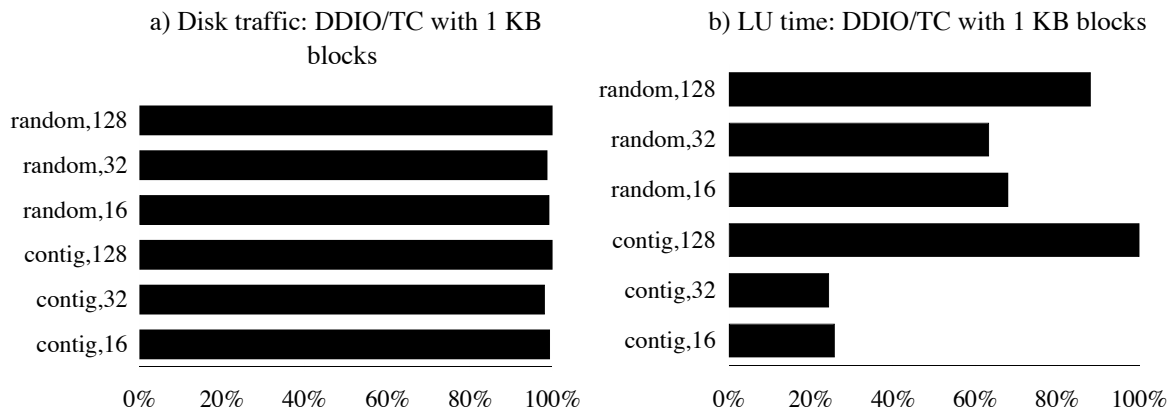 a) Disk traffic: DDIO/TC with 1 KB
blocks
random,128
random,32
random,16
contig,128
contig,32
contig,16
0% 20% 40% 60% 80% 100%
b) LU time: DDIO/TC with 1 KB blocks
random,128
random,32
random,16
contig,128
contig,32
contig,16
0% 20% 40% 60% 80% 100%